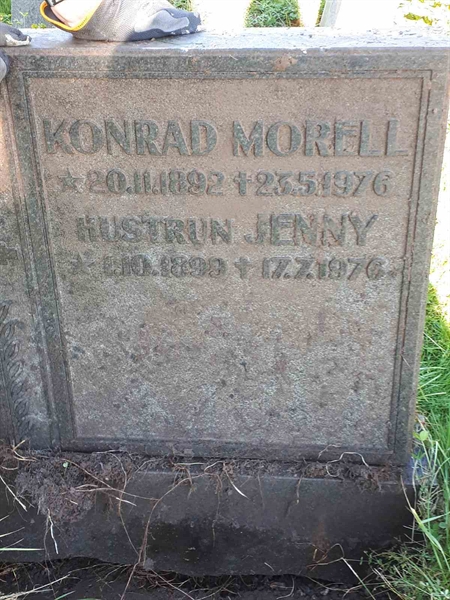 KONRAD MORELL
* 20.11.1892 † 23.5.1976
HUSTRUN JENNY
* 1.10.1899 † 17.7.1976